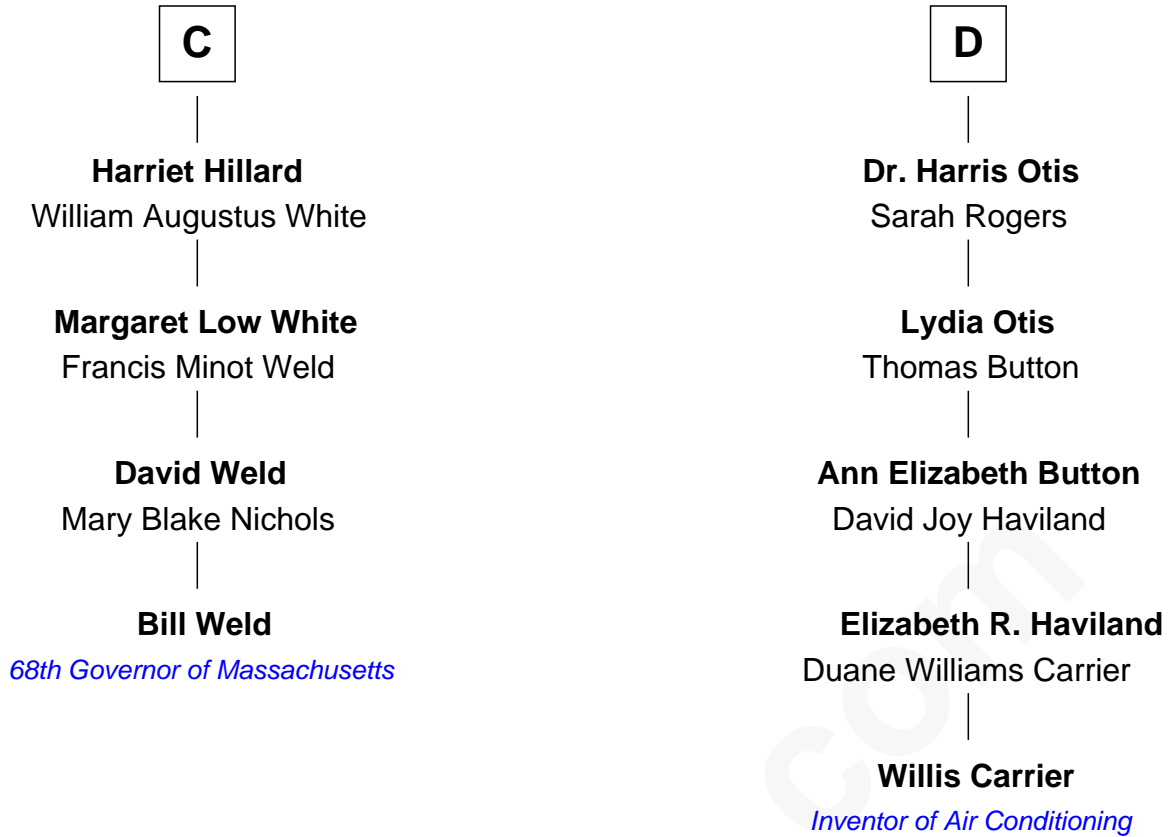 C
Harriet Hillard
William Augustus White
Margaret Low White
Francis Minot Weld
David Weld
Mary Blake Nichols
Bill Weld
68th Governor of Massachusetts
D
Dr. Harris Otis
Sarah Rogers
Lydia Otis
Thomas Button
Ann Elizabeth Button
David Joy Haviland
Elizabeth R. Haviland
Duane Williams Carrier
Willis Carrier
Inventor of Air Conditioning
com